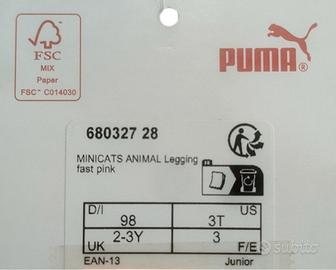 FSC
MIX
Paper
FSC™ C014030
PUMA®
680327 28
MINICATS ANIMAL Legging
fast pink
D/I 98 3T US
UK 2-3Y 3 F/E
EAN-13 Junior
subito